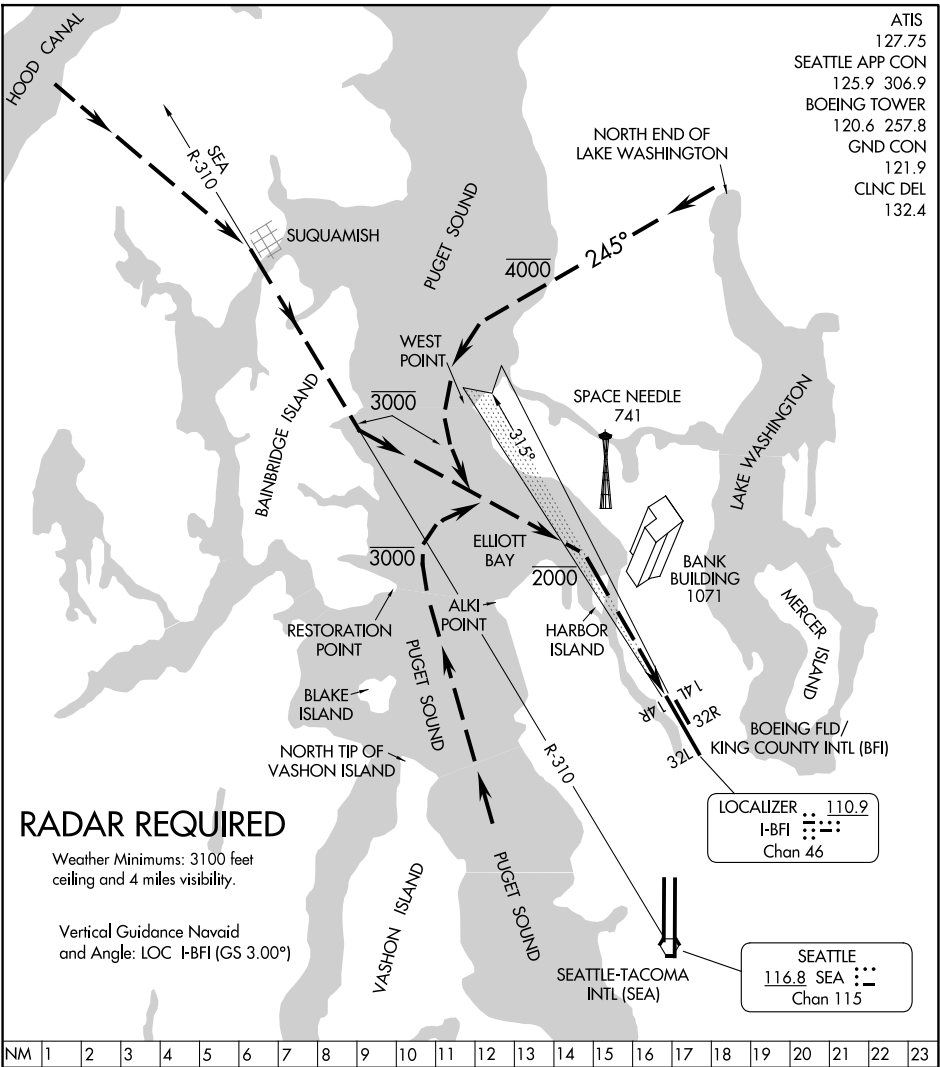 ATIS
127.75
SEATTLE APP CON
125.9 306.9
BOEING TOWER
120.6 257.8
GND CON
121.9
CLNC DEL
132.4
HOOD CANAL
SEA
R-310
SUQUAMISH
PUGET SOUND
NORTH END OF
LAKE WASHINGTON
4000
245°
WEST
POINT
3000
315°
SPACE NEEDLE
741
BAINBRIDGE ISLAND
LAKE WASHINGTON
ELLIOTT
BAY
3000
2000
BANK
BUILDING
1071
RESTORATION
POINT
ALKI
POINT
HARBOR
ISLAND
MERCER ISLAND
PUGET SOUND
BLAKE
ISLAND
14R
14L
32R
32L
BOEING FLD/
KING COUNTY INTL (BFI)
NORTH TIP OF
VASHON ISLAND
R-310
LOCALIZER 110.9
I-BFI
Chan 46
RADAR REQUIRED
Weather Minimums: 3100 feet
ceiling and 4 miles visibility.
Vertical Guidance Navaid
and Angle: LOC I-BFI (GS 3.00°)
VASHON ISLAND
PUGET SOUND
SEATTLE-TACOMA
INTL (SEA)
SEATTLE
116.8 SEA
Chan 115
NM 1 2 3 4 5 6 7 8 9 10 11 12 13 14 15 16 17 18 19 20 21 22 23